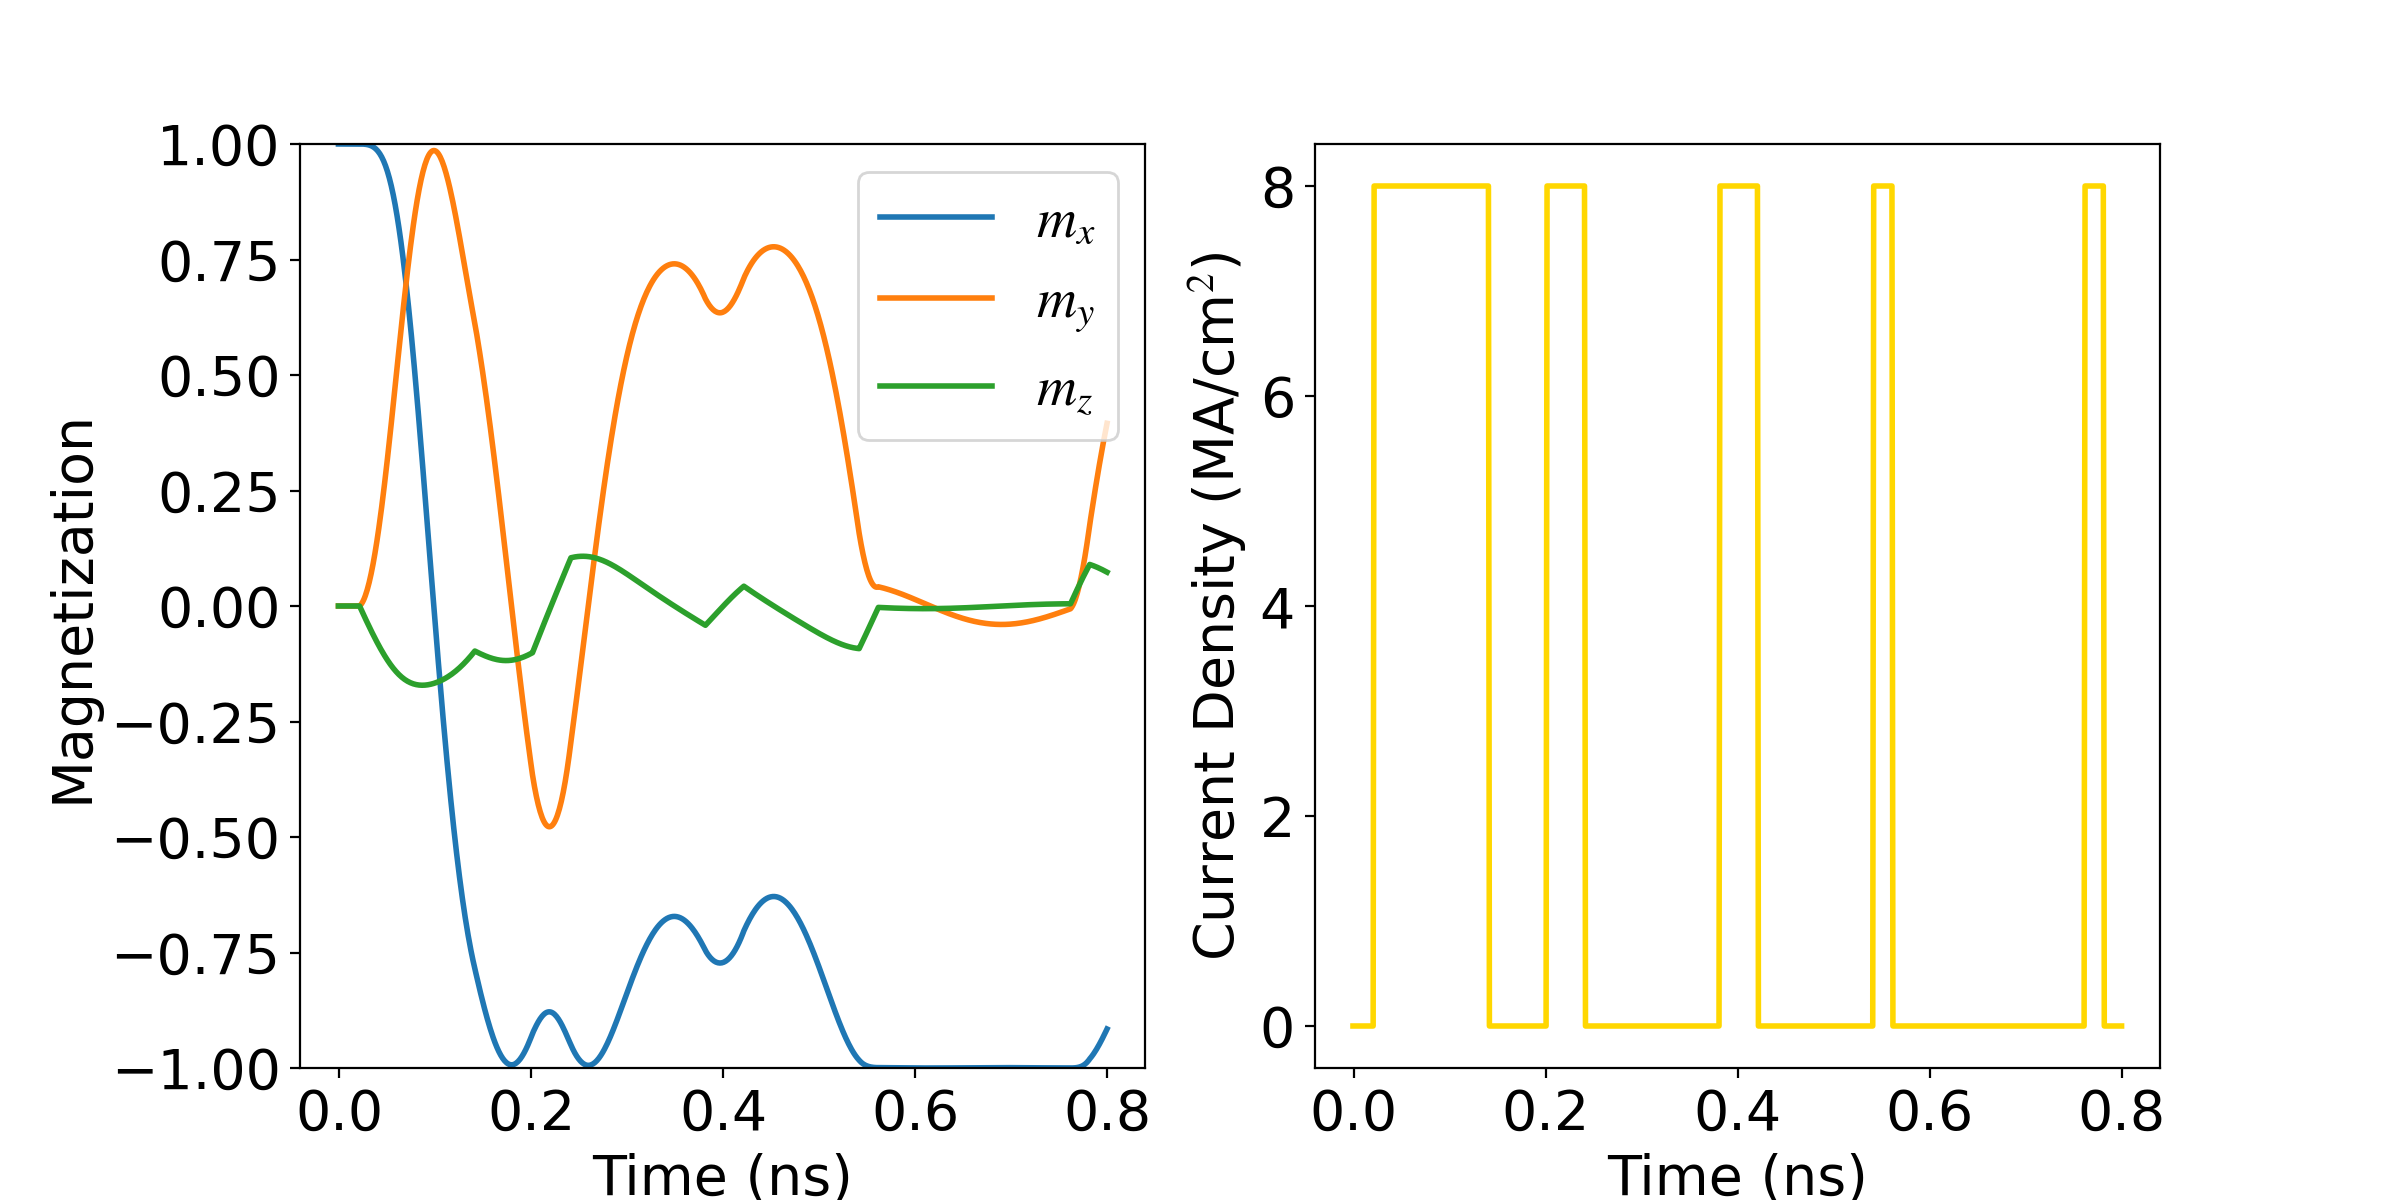 Magnetization
1.00
0.75
0.50
0.25
0.00
−0.25
−0.50
−0.75
−1.00
0.0 0.2 0.4 0.6 0.8
Time (ns)
m_x
m_y
m_z
Current Density (MA/cm²)
8
6
4
2
0
0.0 0.2 0.4 0.6 0.8
Time (ns)